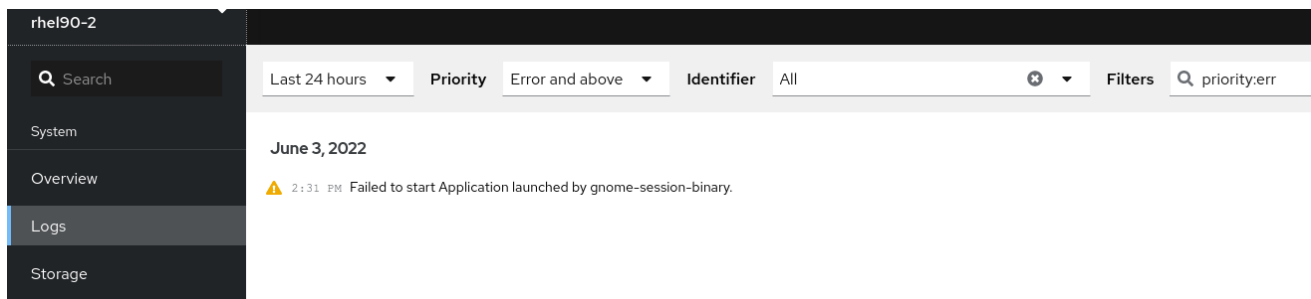 rhel90-2
Search
Last 24 hours Priority Error and above Identifier All Filters priority:err
System
June 3, 2022
Overview
2:31 PM Failed to start Application launched by gnome-session-binary.
Logs
Storage